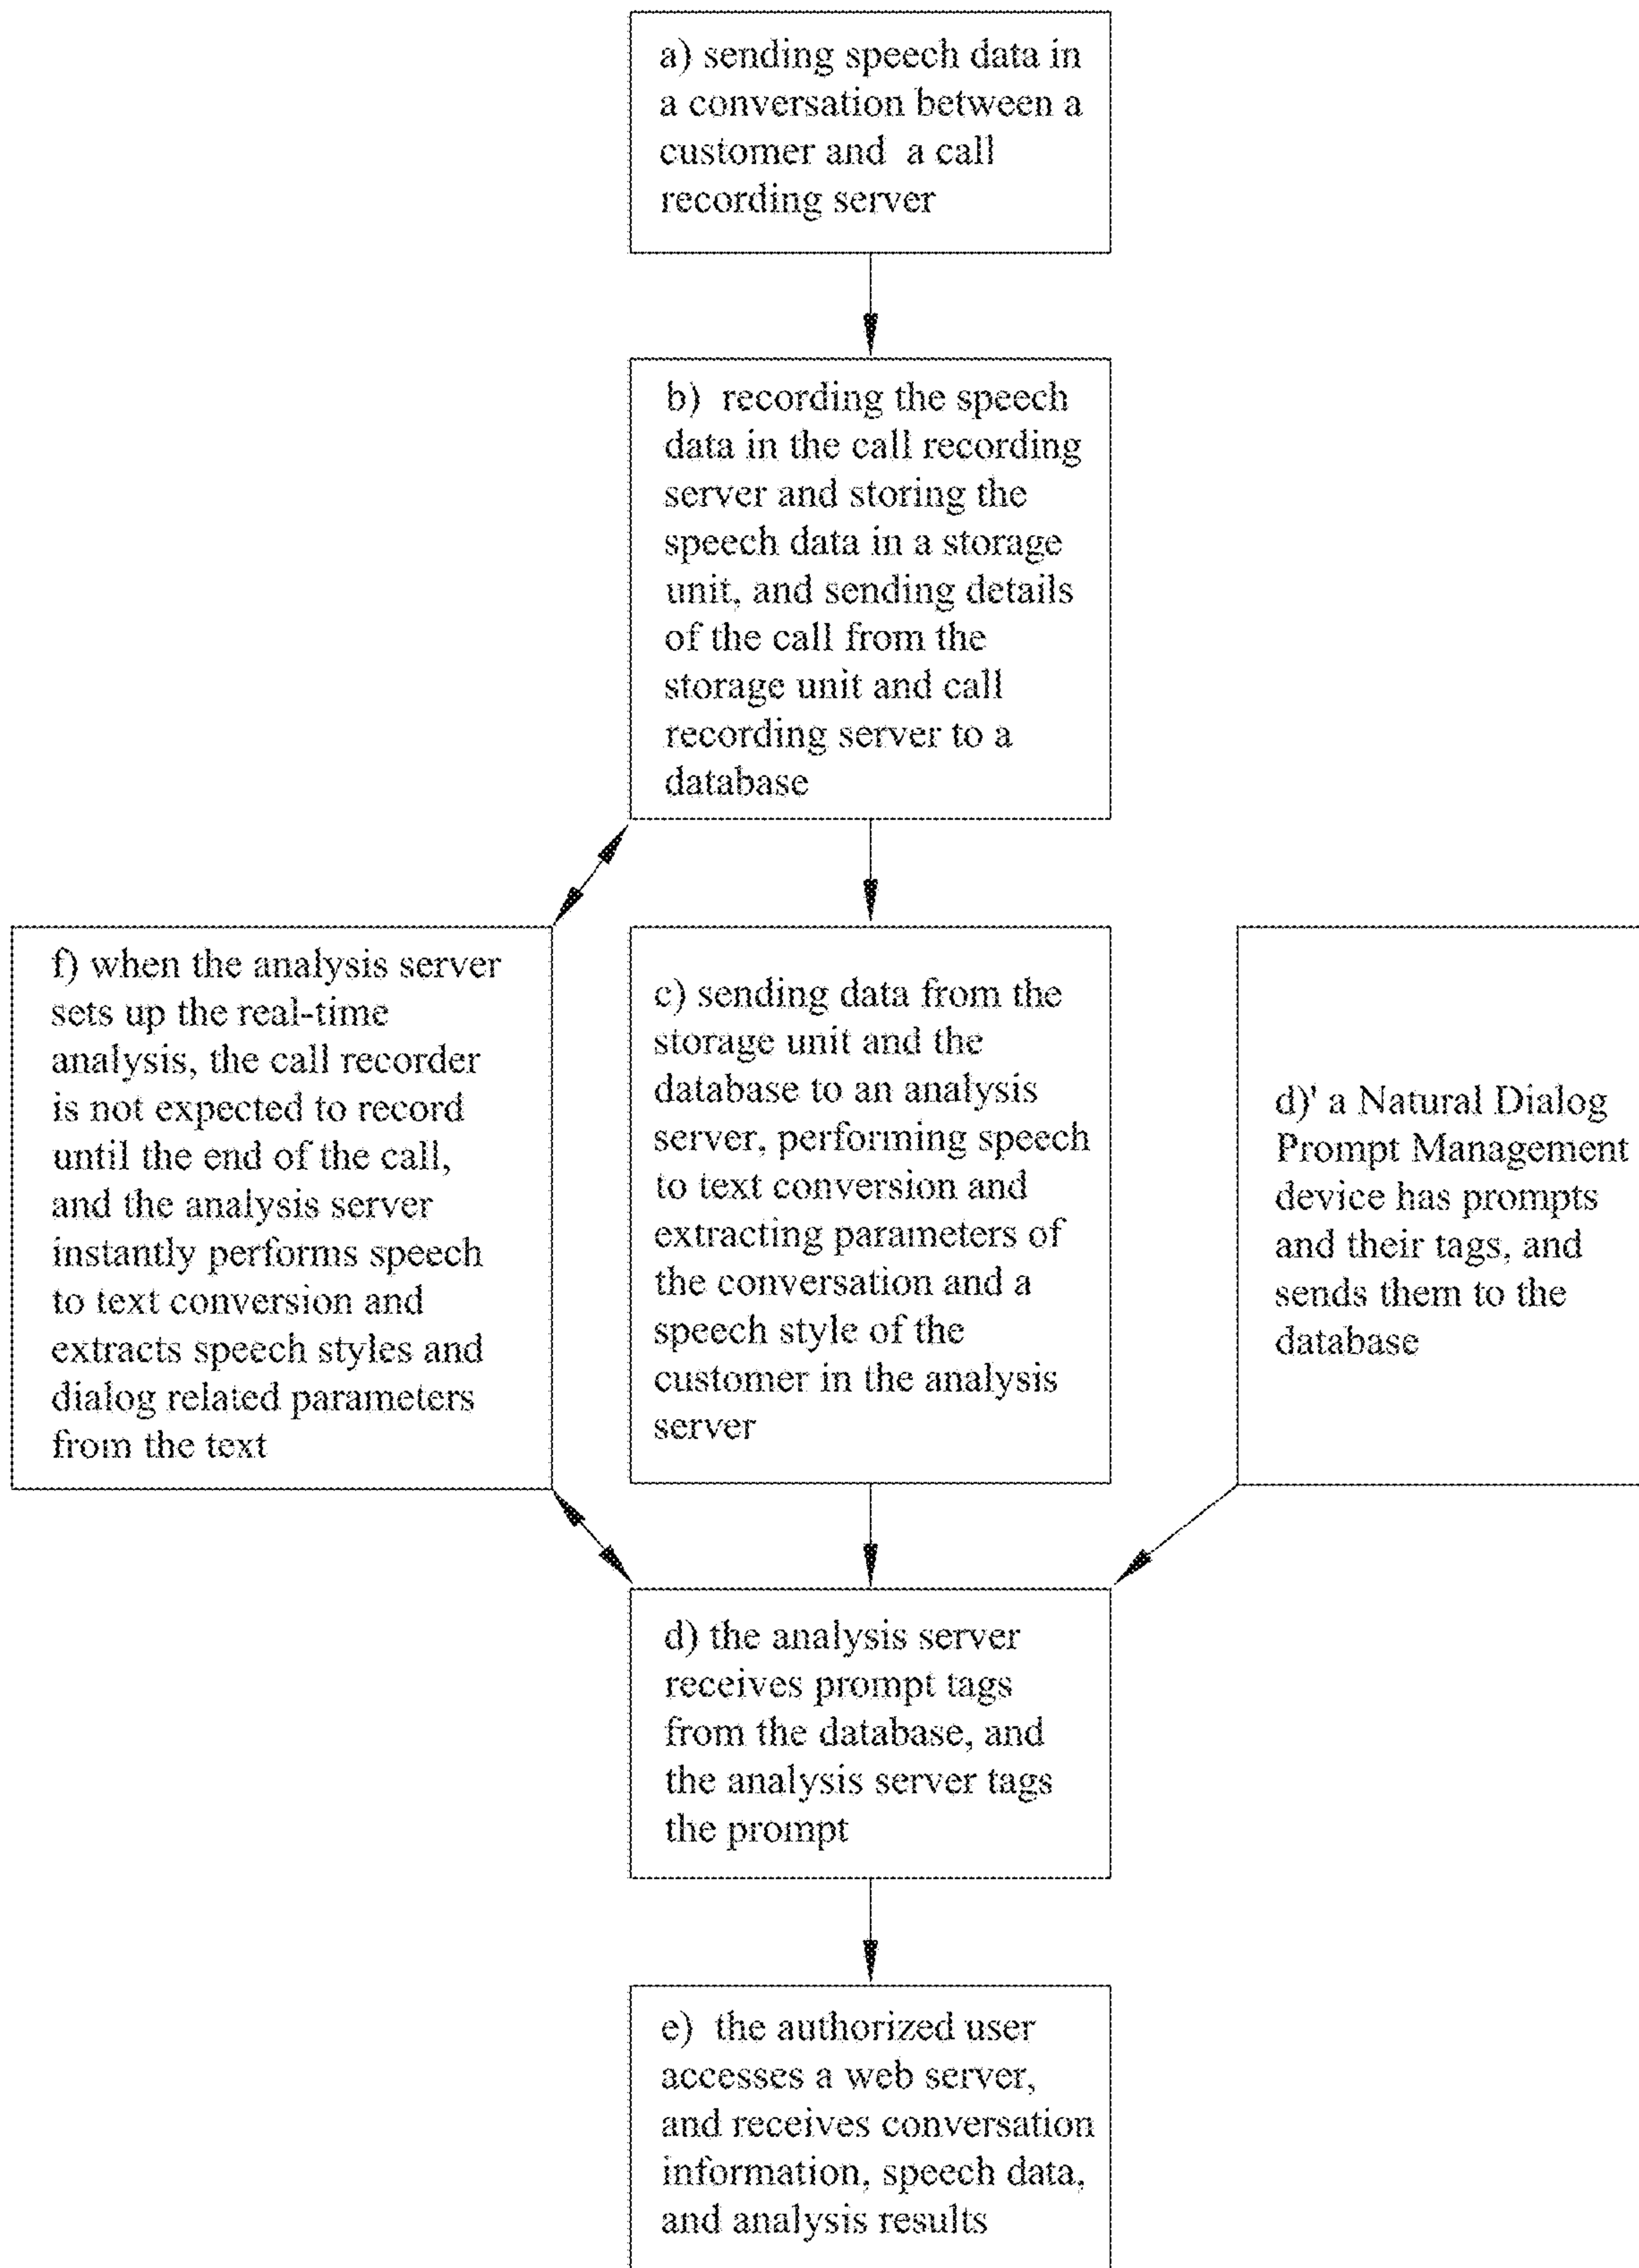 a) sending speech data in
a conversation between a
customer and a call
recording server
b) recording the speech
data in the call recording
server and storing the
speech data in a storage
unit, and sending details
of the call from the
storage unit and call
recording server to a
database
f) when the analysis server
sets up the real-time
analysis, the call recorder
is not expected to record
until the end of the call,
and the analysis server
instantly performs speech
to text conversion and
extracts speech styles and
dialog related parameters
from the text
c) sending data from the
storage unit and the
database to an analysis
server, performing speech
to text conversion and
extracting parameters of
the conversation and a
speech style of the
customer in the analysis
server
d)' a Natural Dialog
Prompt Management
device has prompts
and their tags, and
sends them to the
database
d) the analysis server
receives prompt tags
from the database, and
the analysis server tags
the prompt
e) the authorized user
accesses a web server,
and receives conversation
information, speech data,
and analysis results